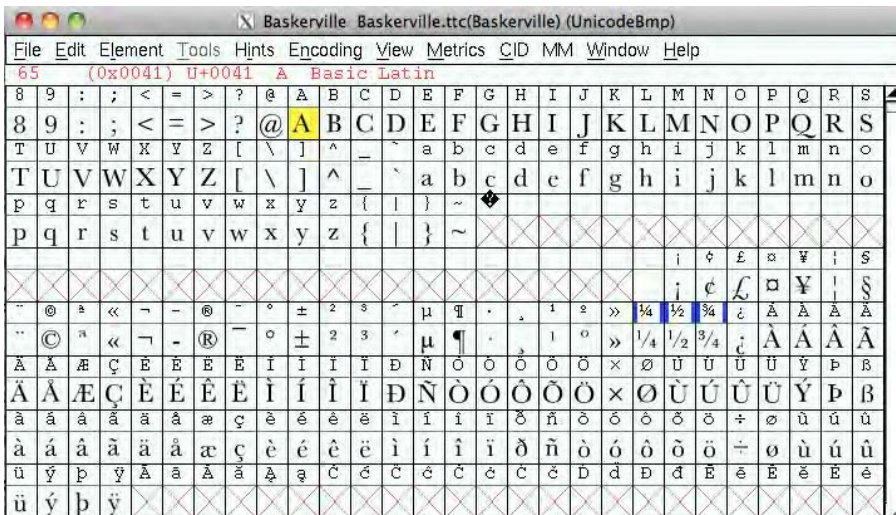 X Baskerville Baskerville.ttc(Baskerville) (UnicodeBmp)
File Edit Element Tools Hints Encoding View Metrics CID MM Window Help
65 (0x0041) U+0041 A Basic Latin
8 9 : ; < = > ? @ A B C D E F G H I J K L M N O P Q R S
8 9 : ; < = > ? @ A B C D E F G H I J K L M N O P Q R S
T U V W X Y Z [ \ ] ^ _ ` a b c d e f g h i j k l m n o
T U V W X Y Z [ \ ] ^ _ ` a b c d e f g h i j k l m n o
p q r s t u v w x y z { | } ~ �
p q r s t u v w x y z { | } ~
¡ ¢ £ ¤ ¥ ¦ §
¡ ¢ £ ¤ ¥ ¦ §
¨ © ª « ¬ - ® ¯ ° ± ² ³ ´ µ ¶ · ¸ ¹ º » ¼ ½ ¾ ¿ À Á Â Ã
¨ © ª « ¬ - ® ¯ ° ± ² ³ ´ µ ¶ · ¸ ¹ º » ¼ ½ ¾ ¿ À Á Â Ã
Ä Å Æ Ç È É Ê Ë Ì Í Î Ï Ð Ñ Ò Ó Ô Õ Ö × Ø Ù Ú Û Ü Ý Þ ß
Ä Å Æ Ç È É Ê Ë Ì Í Î Ï Ð Ñ Ò Ó Ô Õ Ö × Ø Ù Ú Û Ü Ý Þ ß
à á â ã ä å æ ç è é ê ë ì í î ï ð ñ ò ó ô õ ö ÷ ø ù ú û
à á â ã ä å æ ç è é ê ë ì í î ï ð ñ ò ó ô õ ö ÷ ø ù ú û
ü ý þ ÿ Ā ā Ă ă Ą ą Ć ć Ĉ ĉ Ċ ċ Č č Ď ď Đ đ Ē ē Ĕ ĕ Ė ė
ü ý þ ÿ